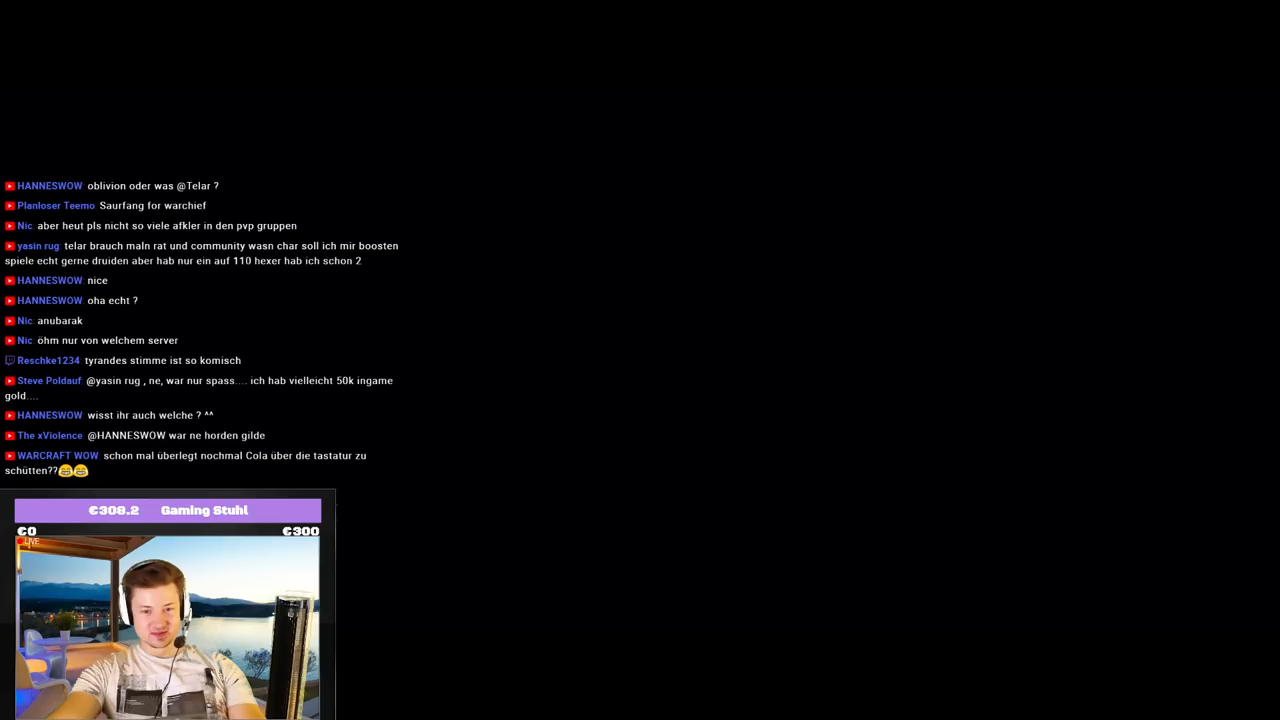 HANNESWOW: oblivion oder was @Telar ?
Planloser Teemo: Saurfang for warchief
Nic: aber heut pls nicht so viele afkler in den pvp gruppen
yasin rug: telar brauch maln rat und community wasn char soll ich mir boosten
spiele echt gerne druiden aber hab nur ein auf 110 hexer hab ich schon 2
HANNESWOW: nice
HANNESWOW: oha echt ?
Nic: anubarak
Nic: öhm nur von welchem server
Reschke1234: tyrandes stimme ist so komisch
Steve Poldauf: @yasin rug , ne, war nur spass.... ich hab vielleicht 50k ingame
gold....
HANNESWOW: wisst ihr auch welche ? ^^
The xViolence: @HANNESWOW war ne horden gilde
WARCRAFT WOW: schon mal überlegt nochmal Cola über die tastatur zu
schütten??😂😂
€308.2 Gaming Stuhl
€0 €300
LIVE